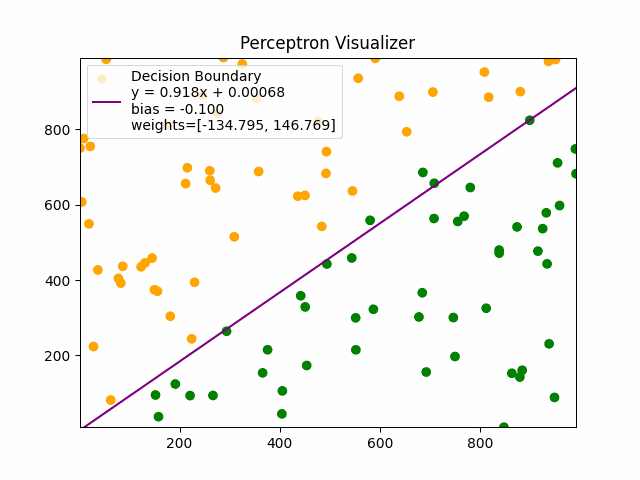 Perceptron Visualizer
Decision Boundary
y = 0.918x + 0.00068
bias = -0.100
weights=[-134.795, 146.769]
800
600
400
200
200 400 600 800